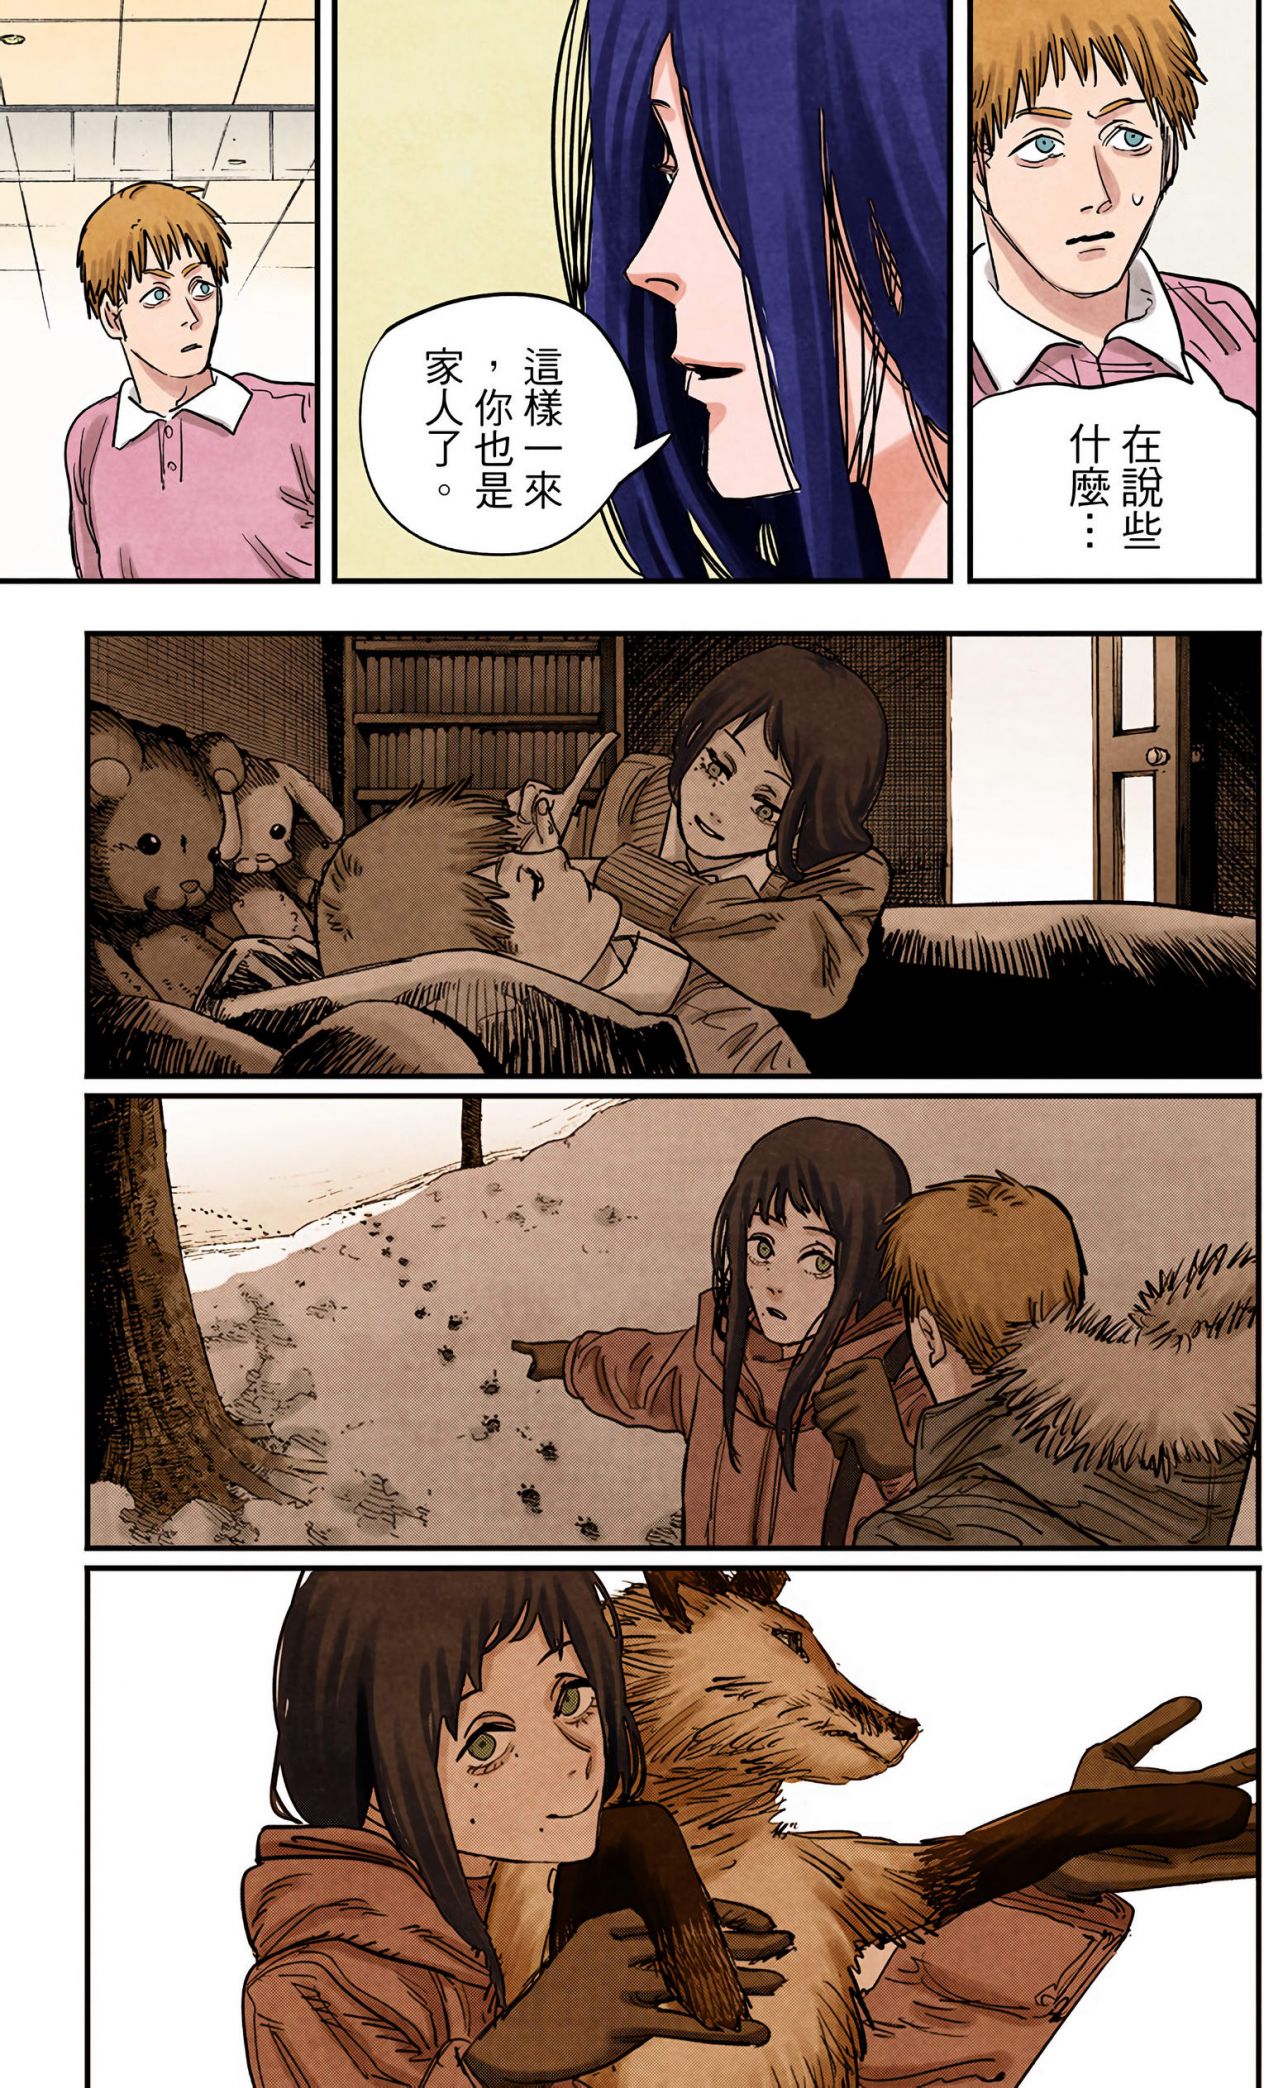 在說些
什麼…
這樣一來
，你也是
家人了。